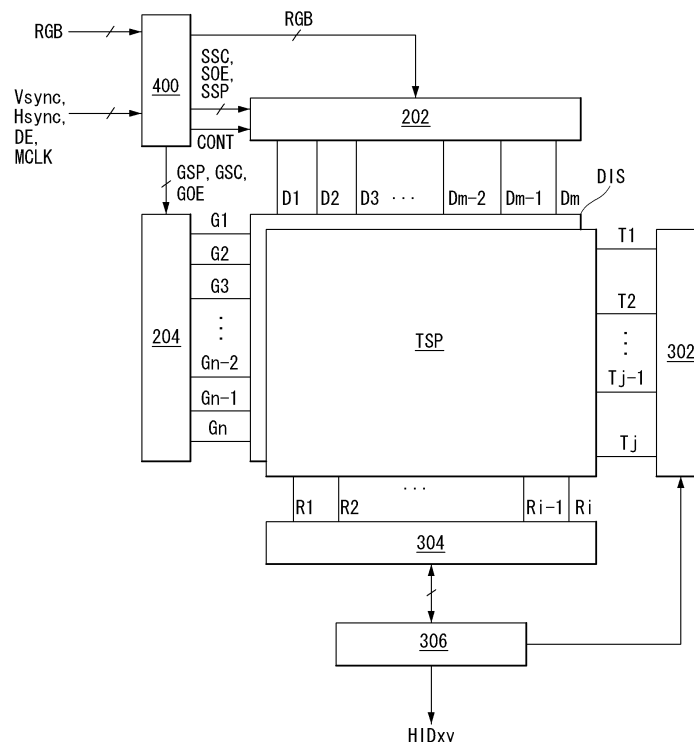 RGB
RGB
400
SSC,
SOE,
SSP
Vsync,
Hsync,
DE,
MCLK
202
CONT
GSP, GSC,
GOE
D1 D2 D3 ... Dm-2 Dm-1 Dm
DIS
G1
G2
G3
Gn-2
Gn-1
Gn
204
TSP
T1
T2
Tj-1
Tj
302
R1 R2 ... Ri-1 Ri
304
306
HIDxy